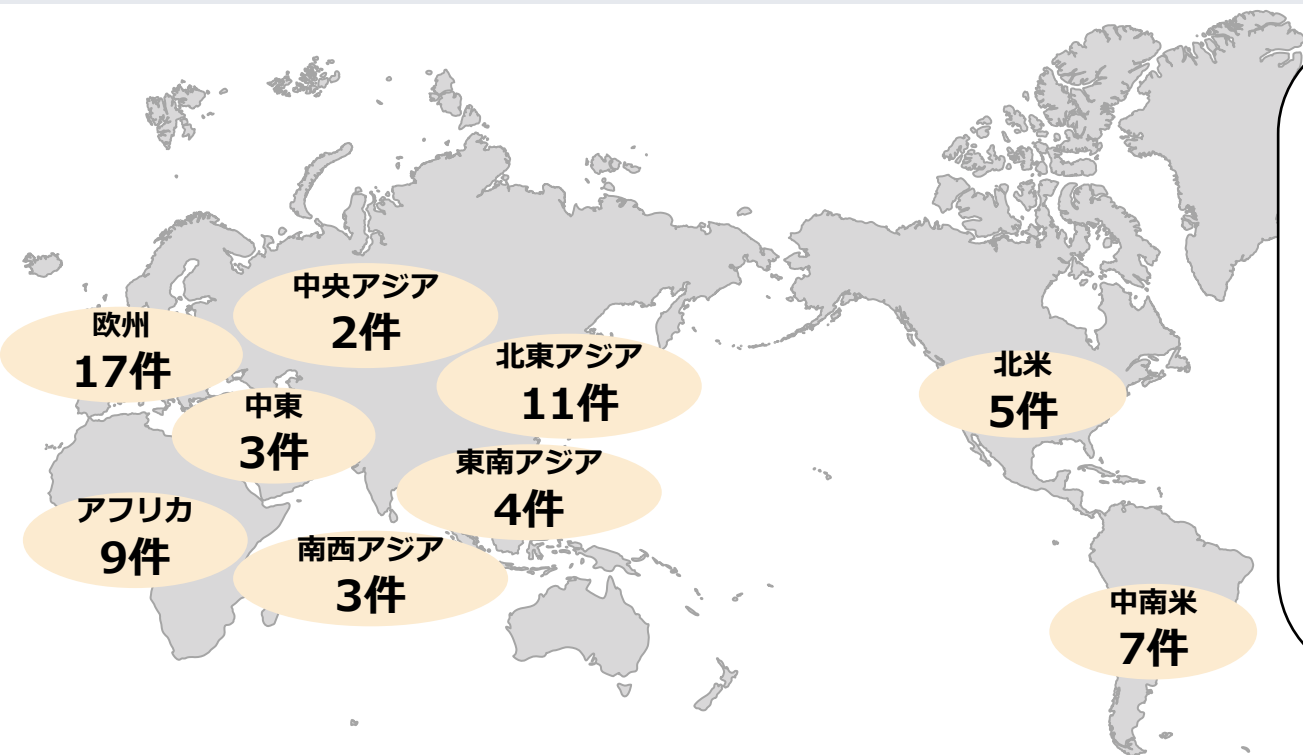 中央アジア
2件
欧州
17件
北東アジア
11件
北米
5件
中東
3件
東南アジア
4件
アフリカ
9件
南西アジア
3件
中南米
7件